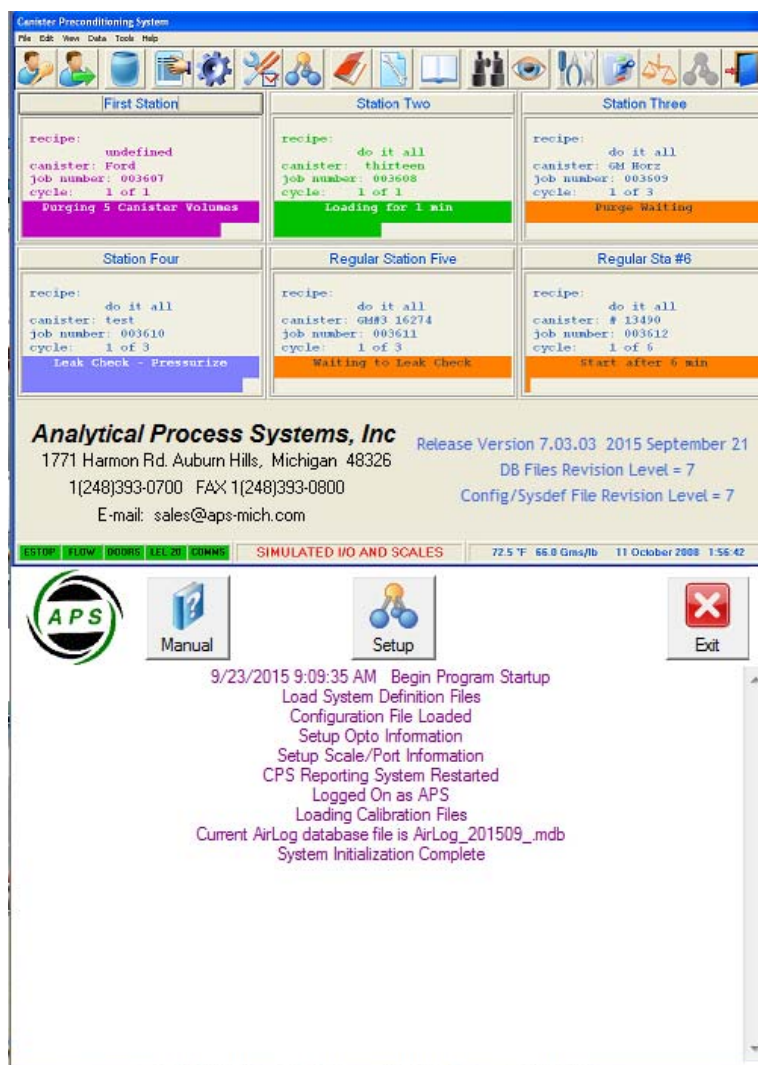 Canister Preconditioning System
File Edit View Data Tools Help
First Station
recipe:
undefined
canister: Ford
job number: 003607
cycle: 1 of 1
Purging 5 Canister Volumes
Station Two
recipe:
do it all
canister: thirteen
job number: 003608
cycle: 1 of 1
Loading for 1 min
Station Three
recipe:
do it all
canister: GM Horz
job number: 003609
cycle: 1 of 3
Purge Waiting
Station Four
recipe:
do it all
canister: test
job number: 003610
cycle: 1 of 3
Leak Check - Pressurize
Regular Station Five
recipe:
do it all
canister: GM#3 16274
job number: 003611
cycle: 1 of 3
Waiting to Leak Check
Regular Sta #6
recipe:
do it all
canister: # 13490
job number: 003612
cycle: 1 of 6
Start after 6 min
Analytical Process Systems, Inc
1771 Harmon Rd. Auburn Hills, Michigan 48326
1(248)393-0700 FAX 1(248)393-0800
E-mail: sales@aps-mich.com
Release Version 7.03.03 2015 September 21
DB Files Revision Level = 7
Config/Sysdef File Revision Level = 7
ESTOP FLOW DOORS LEL 20 COMMS SIMULATED I/O AND SCALES 72.5 °F 66.0 Gms/lb 11 October 2008 1:56:42
APS
Manual
Setup
Exit
9/23/2015 9:09:35 AM Begin Program Startup
Load System Definition Files
Configuration File Loaded
Setup Opto Information
Setup Scale/Port Information
CPS Reporting System Restarted
Logged On as APS
Loading Calibration Files
Current AirLog database file is AirLog_201509_.mdb
System Initialization Complete